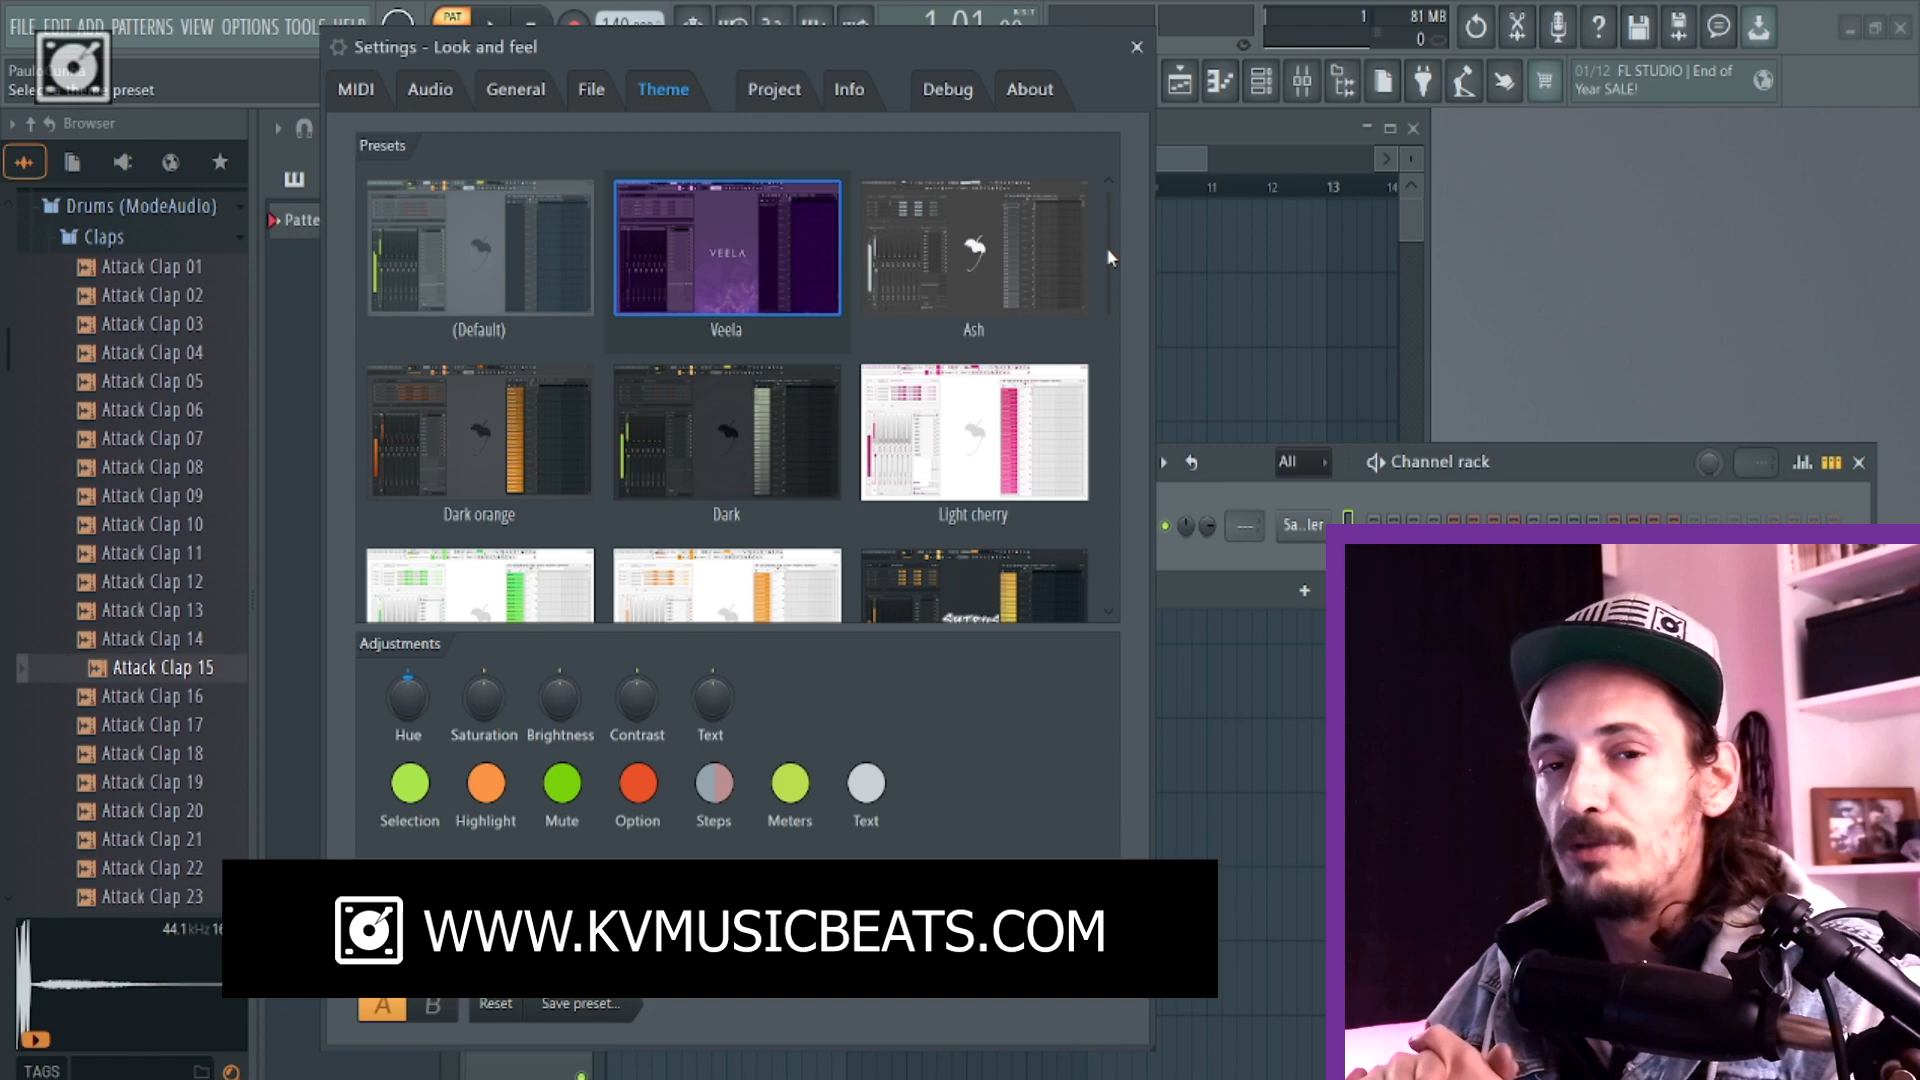 FILE EDIT ADD PATTERNS VIEW OPTIONS TOOLS HELP
PAT
140
1:01
1
81 MB
0
Select a theme preset
01/12 FL STUDIO | End of
Year SALE!
Settings - Look and feel
MIDI
Audio
General
File
Theme
Project
Info
Debug
About
Browser
Drums (ModeAudio)
Claps
Attack Clap 01
Attack Clap 02
Attack Clap 03
Attack Clap 04
Attack Clap 05
Attack Clap 06
Attack Clap 07
Attack Clap 08
Attack Clap 09
Attack Clap 10
Attack Clap 11
Attack Clap 12
Attack Clap 13
Attack Clap 14
Attack Clap 15
Attack Clap 16
Attack Clap 17
Attack Clap 18
Attack Clap 19
Attack Clap 20
Attack Clap 21
Attack Clap 22
Attack Clap 23
44.1kHz 16
TAGS
Patte
Presets
VEELA
(Default)
Veela
Ash
Dark orange
Dark
Light cherry
Adjustments
Hue
Saturation
Brightness
Contrast
Text
Selection
Highlight
Mute
Option
Steps
Meters
Text
A
B
Reset
Save preset...
11
12
13
14
All
Channel rack
---
Sa..ler
+
WWW.KVMUSICBEATS.COM